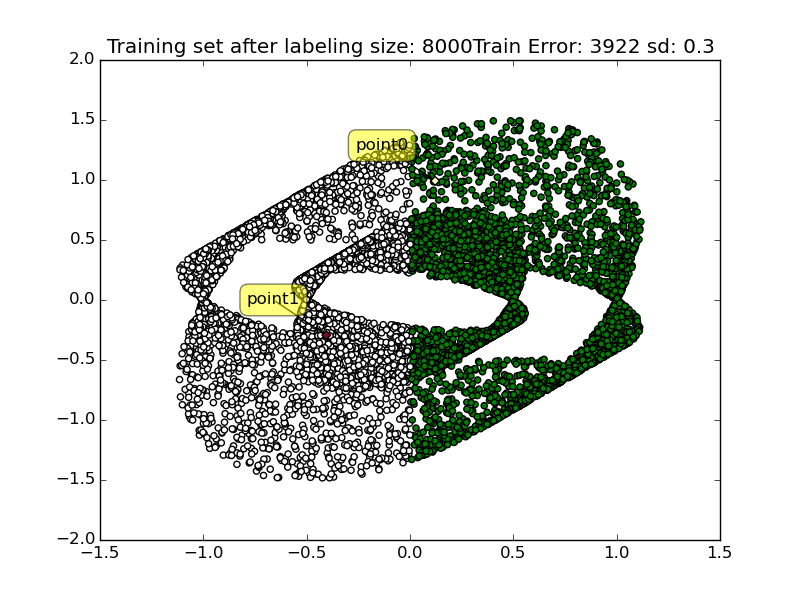 Training set after labeling size: 8000Train Error: 3922 sd: 0.3
2.0
1.5
point0
1.0
0.5
0.0
point1
−0.5
−1.0
−1.5
−2.0
−1.5 −1.0 −0.5 0.0 0.5 1.0 1.5